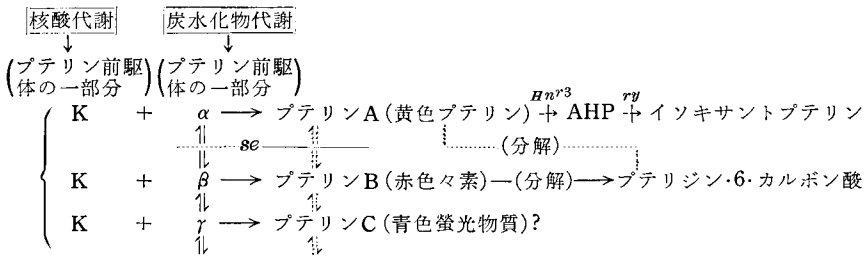 核酸代謝 炭水化物代謝
↓ ↓
(プテリン前駆体の一部分) (プテリン前駆体の一部分)
Hnr3 ry
K + α → プテリンA(黄色プテリン) → AHP → イソキサントプテリン
se (分解)
K + β → プテリンB(赤色々素)—(分解)→プテリジン·6·カルボン酸
K + γ → プテリンC(青色螢光物質)?